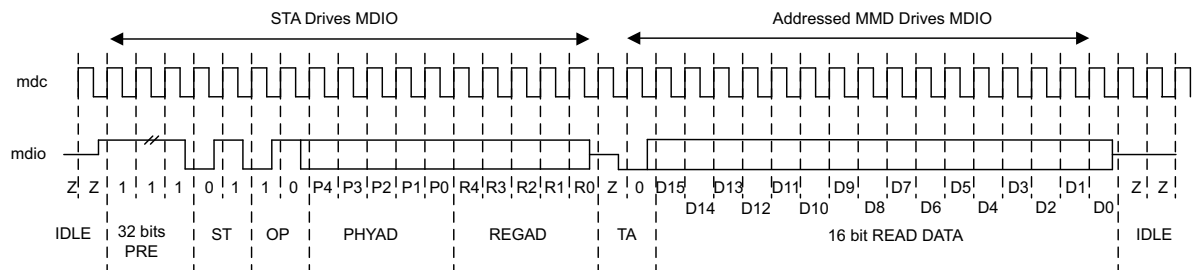 STA Drives MDIO Addressed MMD Drives MDIO
mdc
mdio
Z Z 1 1 1 0 1 1 0 P4 P3 P2 P1 P0 R4 R3 R2 R1 R0 Z 0 D15 D13 D11 D9 D7 D5 D3 D1 Z Z
D14 D12 D10 D8 D6 D4 D2 D0
IDLE 32 bits PRE ST OP PHYAD REGAD TA 16 bit READ DATA IDLE